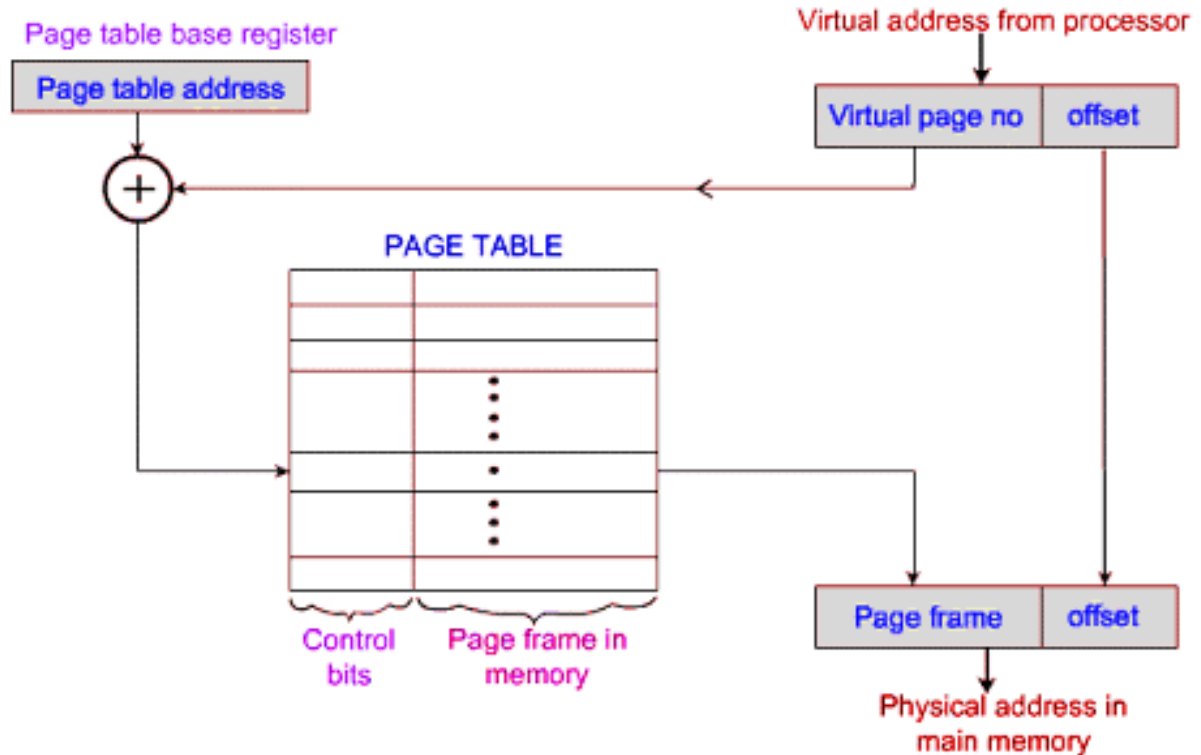 Page table base register
Page table address
Virtual address from processor
Virtual page no
offset
+
PAGE TABLE
Control
bits
Page frame in
memory
Page frame
offset
Physical address in
main memory